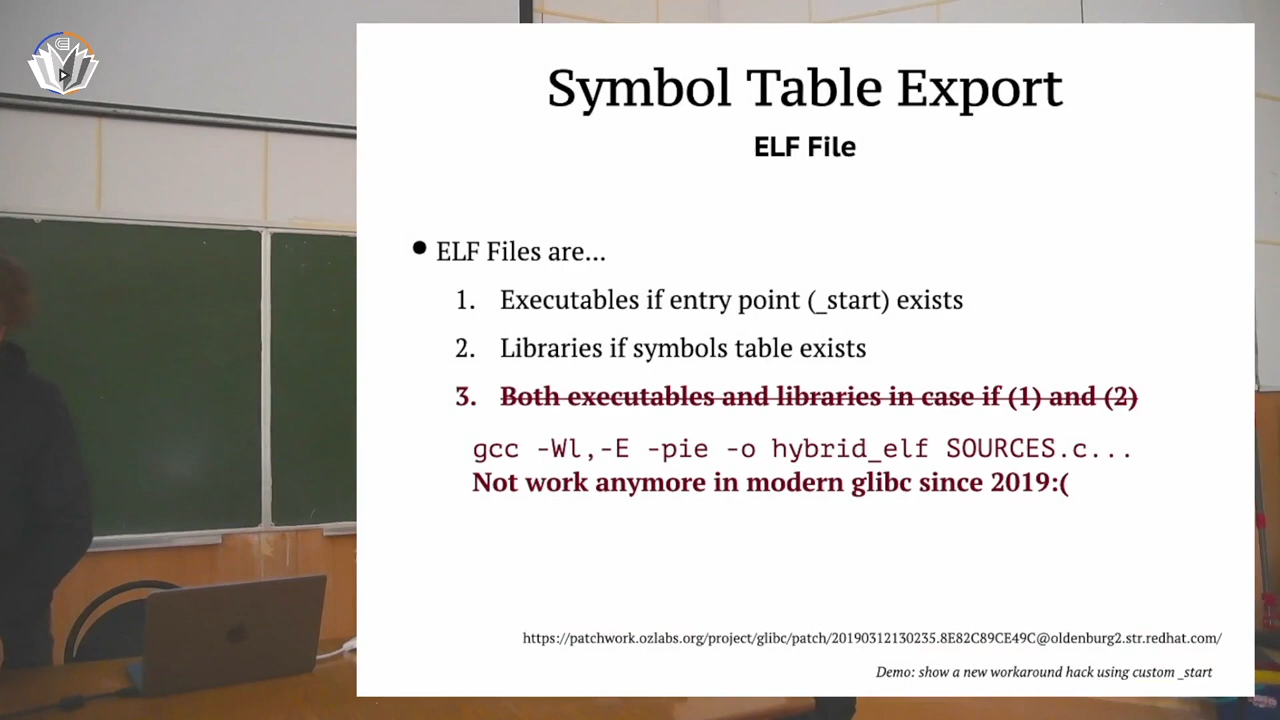 Symbol Table Export
ELF File
● ELF Files are...
1. Executables if entry point (_start) exists
2. Libraries if symbols table exists
3. Both executables and libraries in case if (1) and (2)
gcc -Wl,-E -pie -o hybrid_elf SOURCES.c...
Not work anymore in modern glibc since 2019:(
https://patchwork.ozlabs.org/project/glibc/patch/20190312130235.8E82C89CE49C@oldenburg2.str.redhat.com/
Demo: show a new workaround hack using custom _start